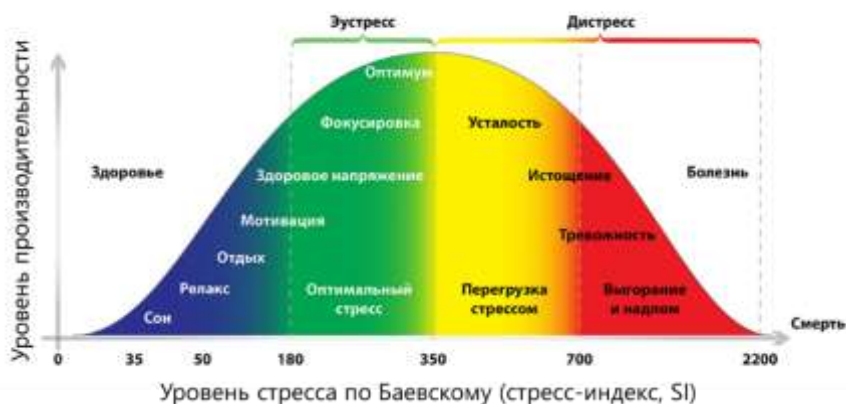 Эустресс
Дистресс
Оптимум
Фокусировка
Усталость
Здоровье
Здоровое напряжение
Истощение
Болезнь
Мотивация
Тревожность
Отдых
Релакс
Оптимальный
стресс
Перегрузка
стрессом
Выгорание
и надлом
Сон
Смерть
Уровень производительности
0 35 50 180 350 700 2200
Уровень стресса по Баевскому (стресс-индекс, SI)